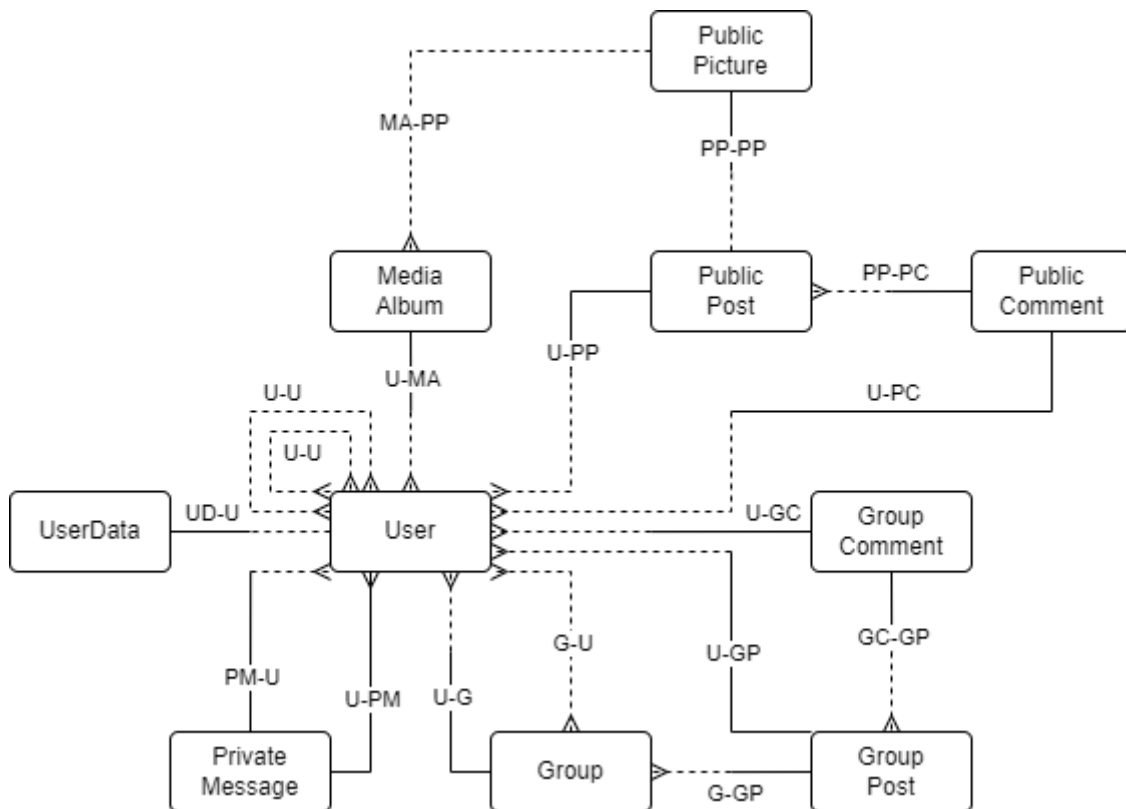 Public
Picture
MA-PP
PP-PP
Media
Album
Public
Post
PP-PC
Public
Comment
U-PP
U-MA
U-U
U-PC
U-U
UserData
UD-U
User
U-GC
Group
Comment
G-U
U-GP
GC-GP
PM-U
U-PM
U-G
Private
Message
Group
G-GP
Group
Post